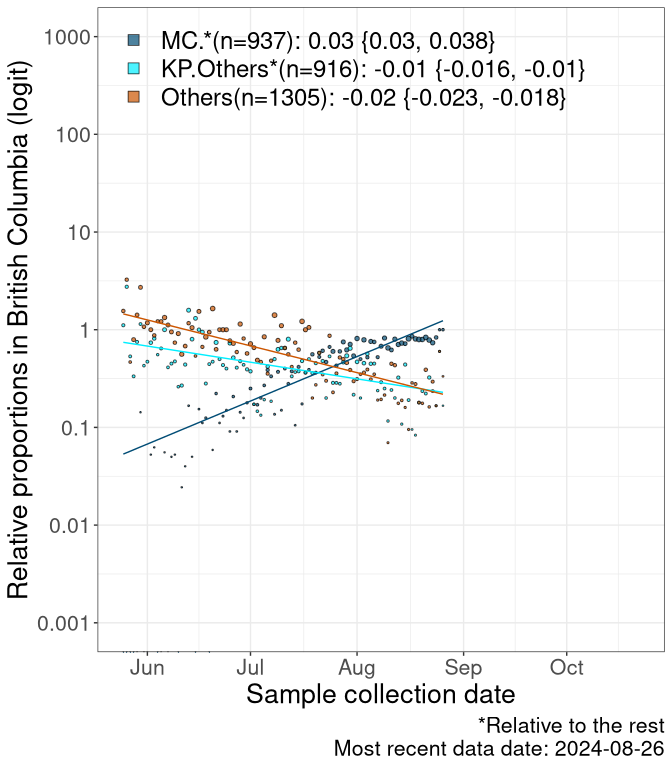 MC.*(n=937): 0.03 {0.03, 0.038}
KP.Others*(n=916): -0.01 {-0.016, -0.01}
Others(n=1305): -0.02 {-0.023, -0.018}
Relative proportions in British Columbia (logit)
1000
100
10
1
0.1
0.01
0.001
Jun Jul Aug Sep Oct
Sample collection date
*Relative to the rest
Most recent data date: 2024-08-26